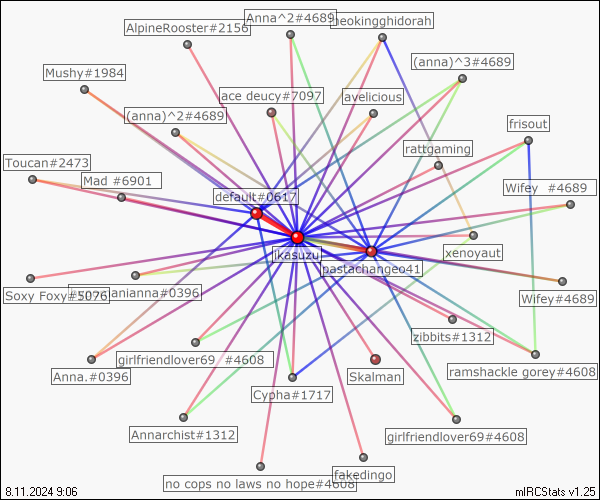 Anna^2#4689
heokingghidorah
AlpineRooster#2156
(anna)^3#4689
Mushy#1984
ace deucy#7097
avelicious
(anna)^2#4689
frisout
rattgaming
Toucan#2473
Mad #6901
Wifey #4689
default#0617
jkasuzu
xenoyaut
pastachangeo41
Soxy Foxy#5076
anianna#0396
Wifey#4689
zibbits#1312
girlfriendlover69 #4608
Skalman
ramshackle gorey#4608
Anna.#0396
Cypha#1717
Annarchist#1312
girlfriendlover69#4608
fakedingo
no cops no laws no hope#4608
8.11.2024 9:06
mIRCStats v1.25